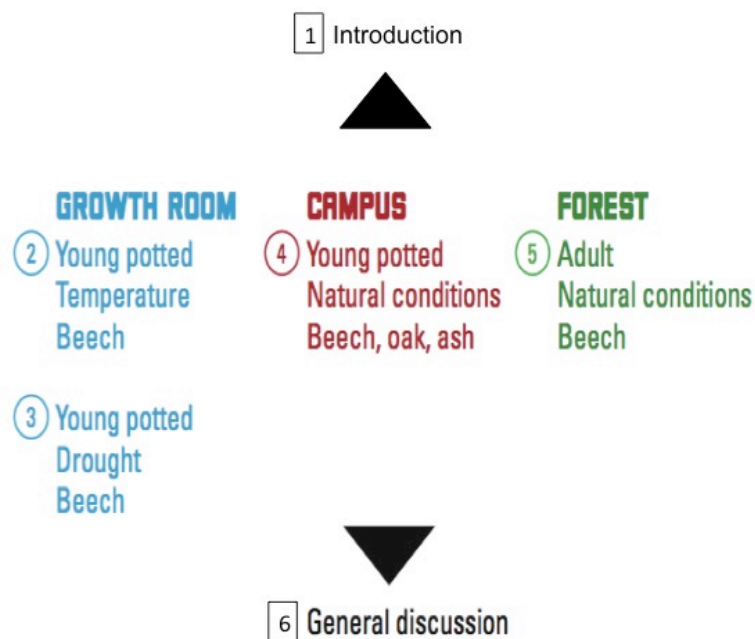 1 Introduction
GROWTH ROOM
2 Young potted
Temperature
Beech
3 Young potted
Drought
Beech
CAMPUS
4 Young potted
Natural conditions
Beech, oak, ash
FOREST
5 Adult
Natural conditions
Beech
6 General discussion